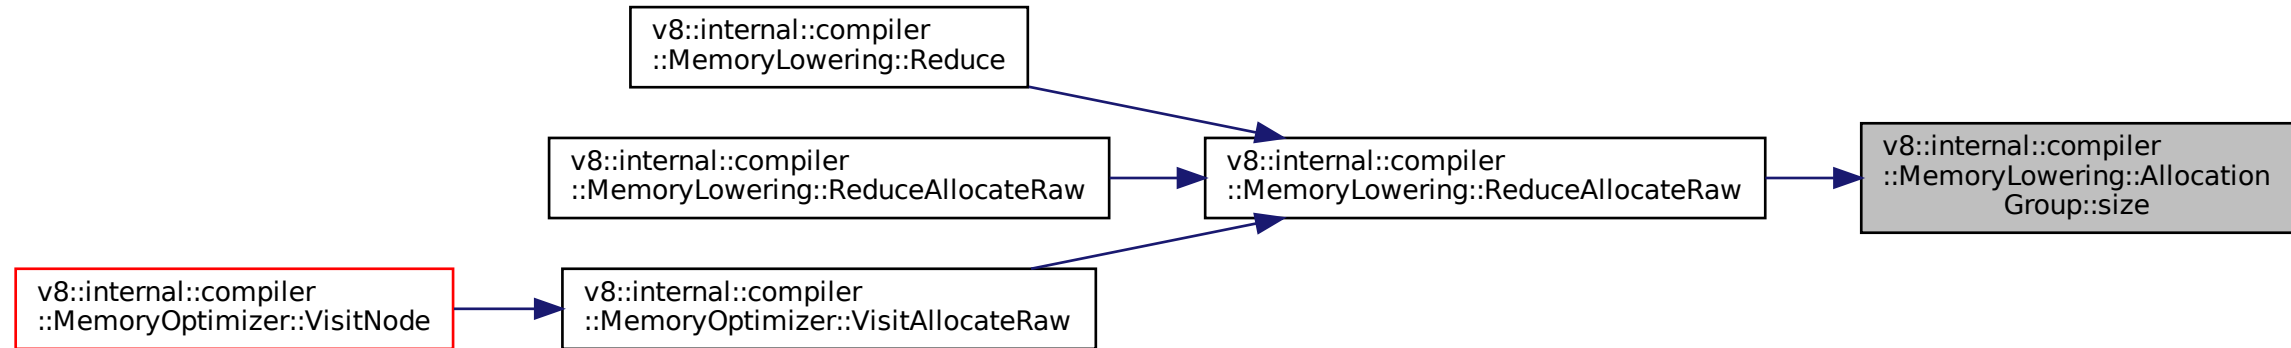 v8::internal::compiler
::MemoryLowering::Reduce
v8::internal::compiler
::MemoryLowering::ReduceAllocateRaw
v8::internal::compiler
::MemoryLowering::ReduceAllocateRaw
v8::internal::compiler
::MemoryLowering::Allocation
Group::size
v8::internal::compiler
::MemoryOptimizer::VisitNode
v8::internal::compiler
::MemoryOptimizer::VisitAllocateRaw